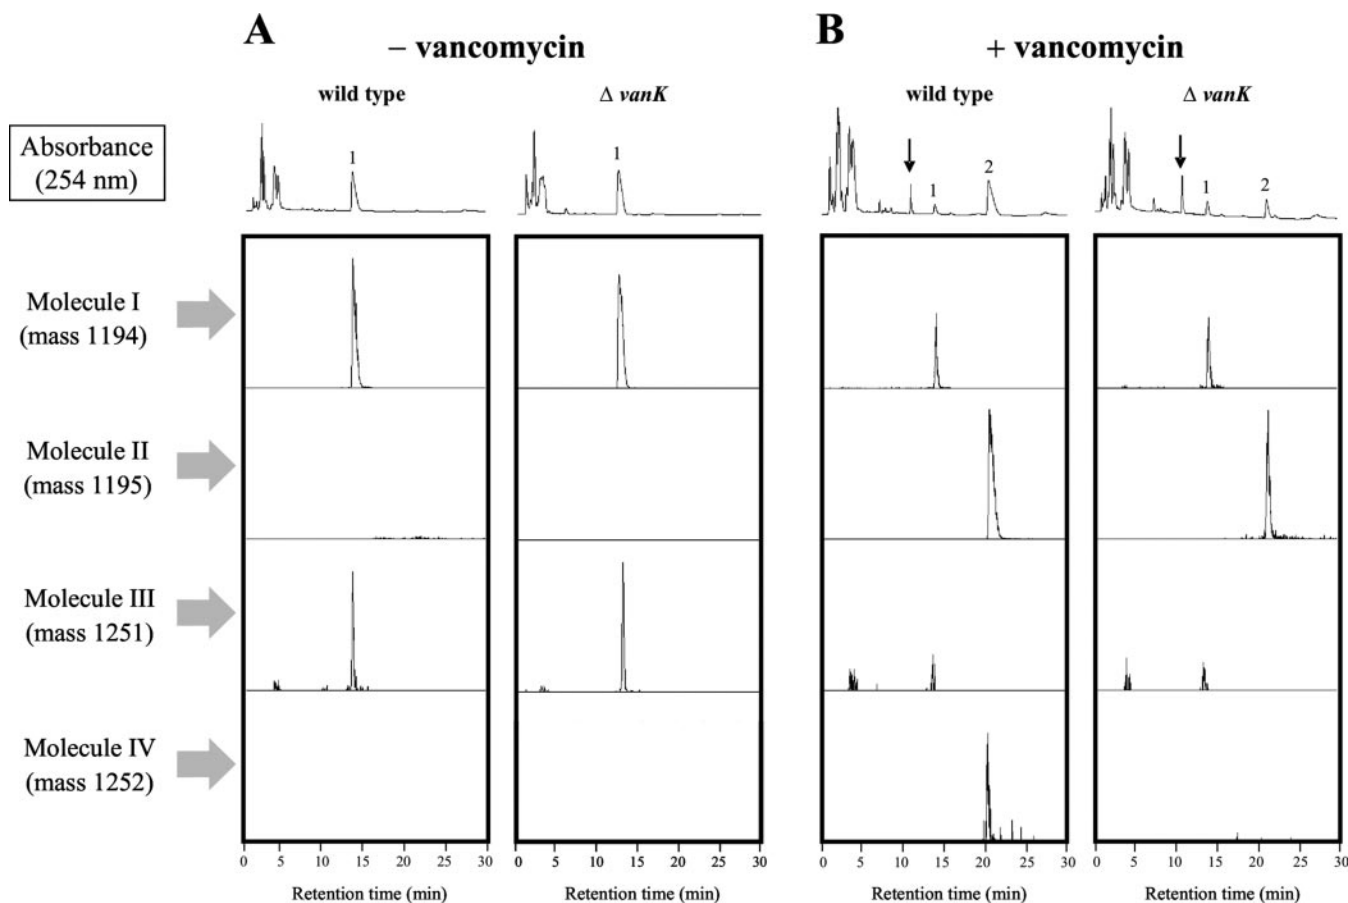 A
− vancomycin
B
+ vancomycin
wild type
Δ vanK
wild type
Δ vanK
Absorbance
(254 nm)
1
1
1
2
1
2
Molecule I
(mass 1194)
Molecule II
(mass 1195)
Molecule III
(mass 1251)
Molecule IV
(mass 1252)
0 5 10 15 20 25 30
0 5 10 15 20 25 30
0 5 10 15 20 25 30
0 5 10 15 20 25 30
Retention time (min)
Retention time (min)
Retention time (min)
Retention time (min)